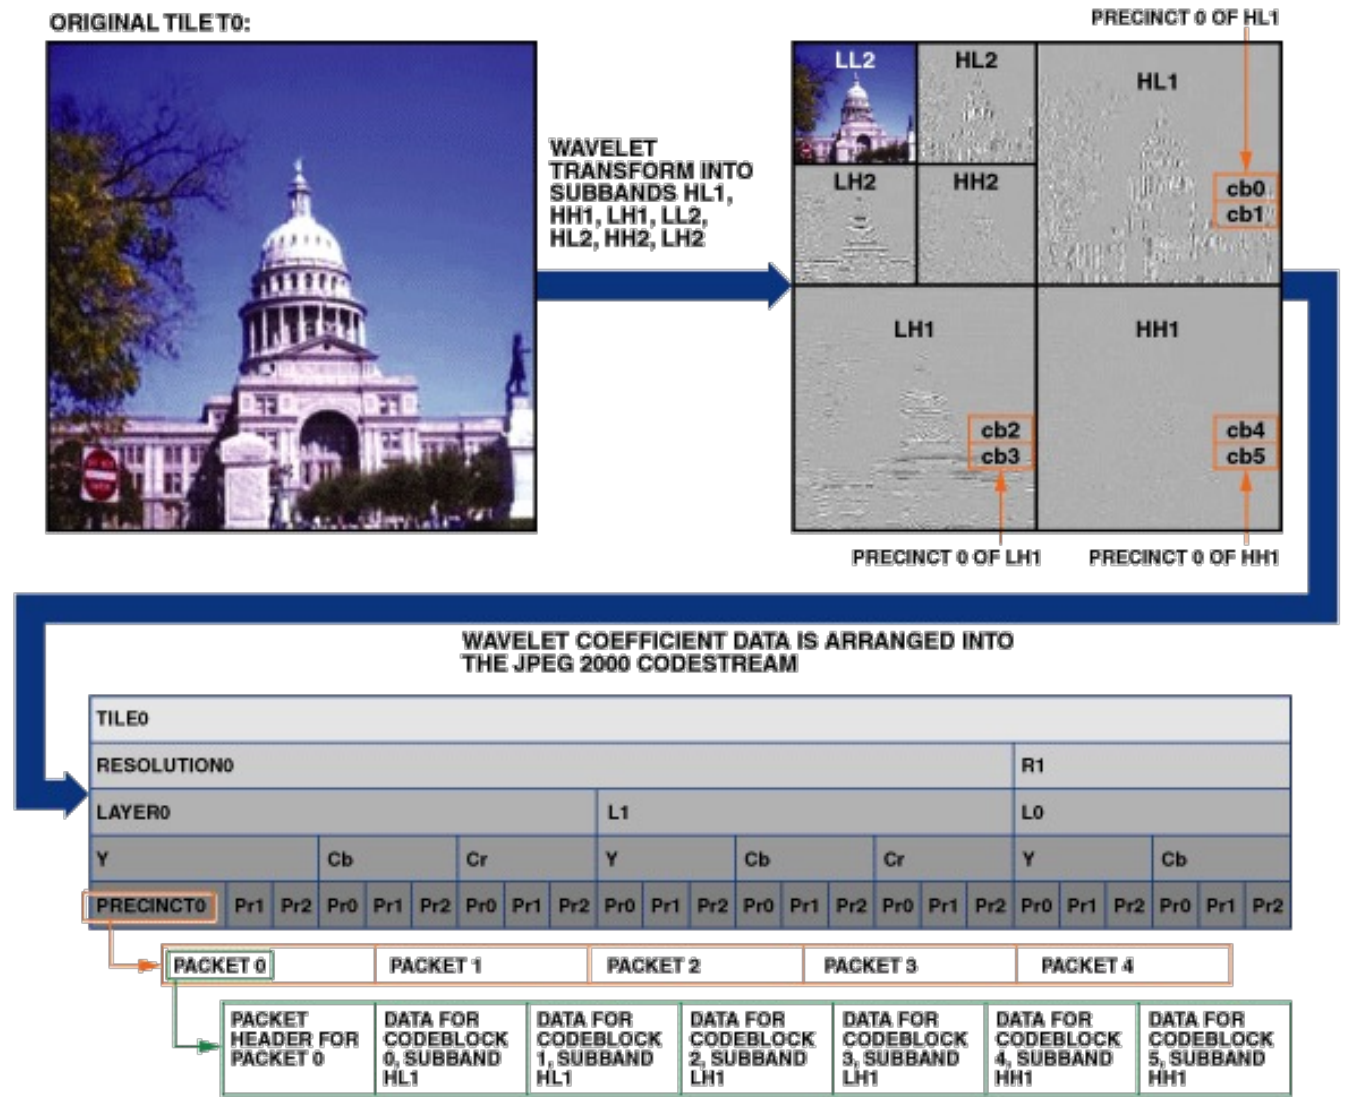 ORIGINAL TILE T0:
PRECINCT 0 OF HL1
LL2
HL2
HL1
WAVELET
TRANSFORM INTO
SUBBANDS HL1,
HH1, LH1, LL2,
HL2, HH2, LH2
LH2
HH2
cb0
cb1
LH1
HH1
cb2
cb3
cb4
cb5
PRECINCT 0 OF LH1
PRECINCT 0 OF HH1
WAVELET COEFFICIENT DATA IS ARRANGED INTO
THE JPEG 2000 CODESTREAM
TILE0
RESOLUTION0 R1
LAYER0 L1 L0
Y Cb Cr Y Cb Cr Y Cb
PRECINCT0 Pr1 Pr2 Pr0 Pr1 Pr2 Pr0 Pr1 Pr2 Pr0 Pr1 Pr2 Pr0 Pr1 Pr2 Pr0 Pr1 Pr2 Pr0 Pr1 Pr2 Pr0 Pr1 Pr2
PACKET 0 PACKET 1 PACKET 2 PACKET 3 PACKET 4
PACKET
HEADER FOR
PACKET 0
DATA FOR
CODEBLOCK
0, SUBBAND
HL1
DATA FOR
CODEBLOCK
1, SUBBAND
HL1
DATA FOR
CODEBLOCK
2, SUBBAND
LH1
DATA FOR
CODEBLOCK
3, SUBBAND
LH1
DATA FOR
CODEBLOCK
4, SUBBAND
HH1
DATA FOR
CODEBLOCK
5, SUBBAND
HH1